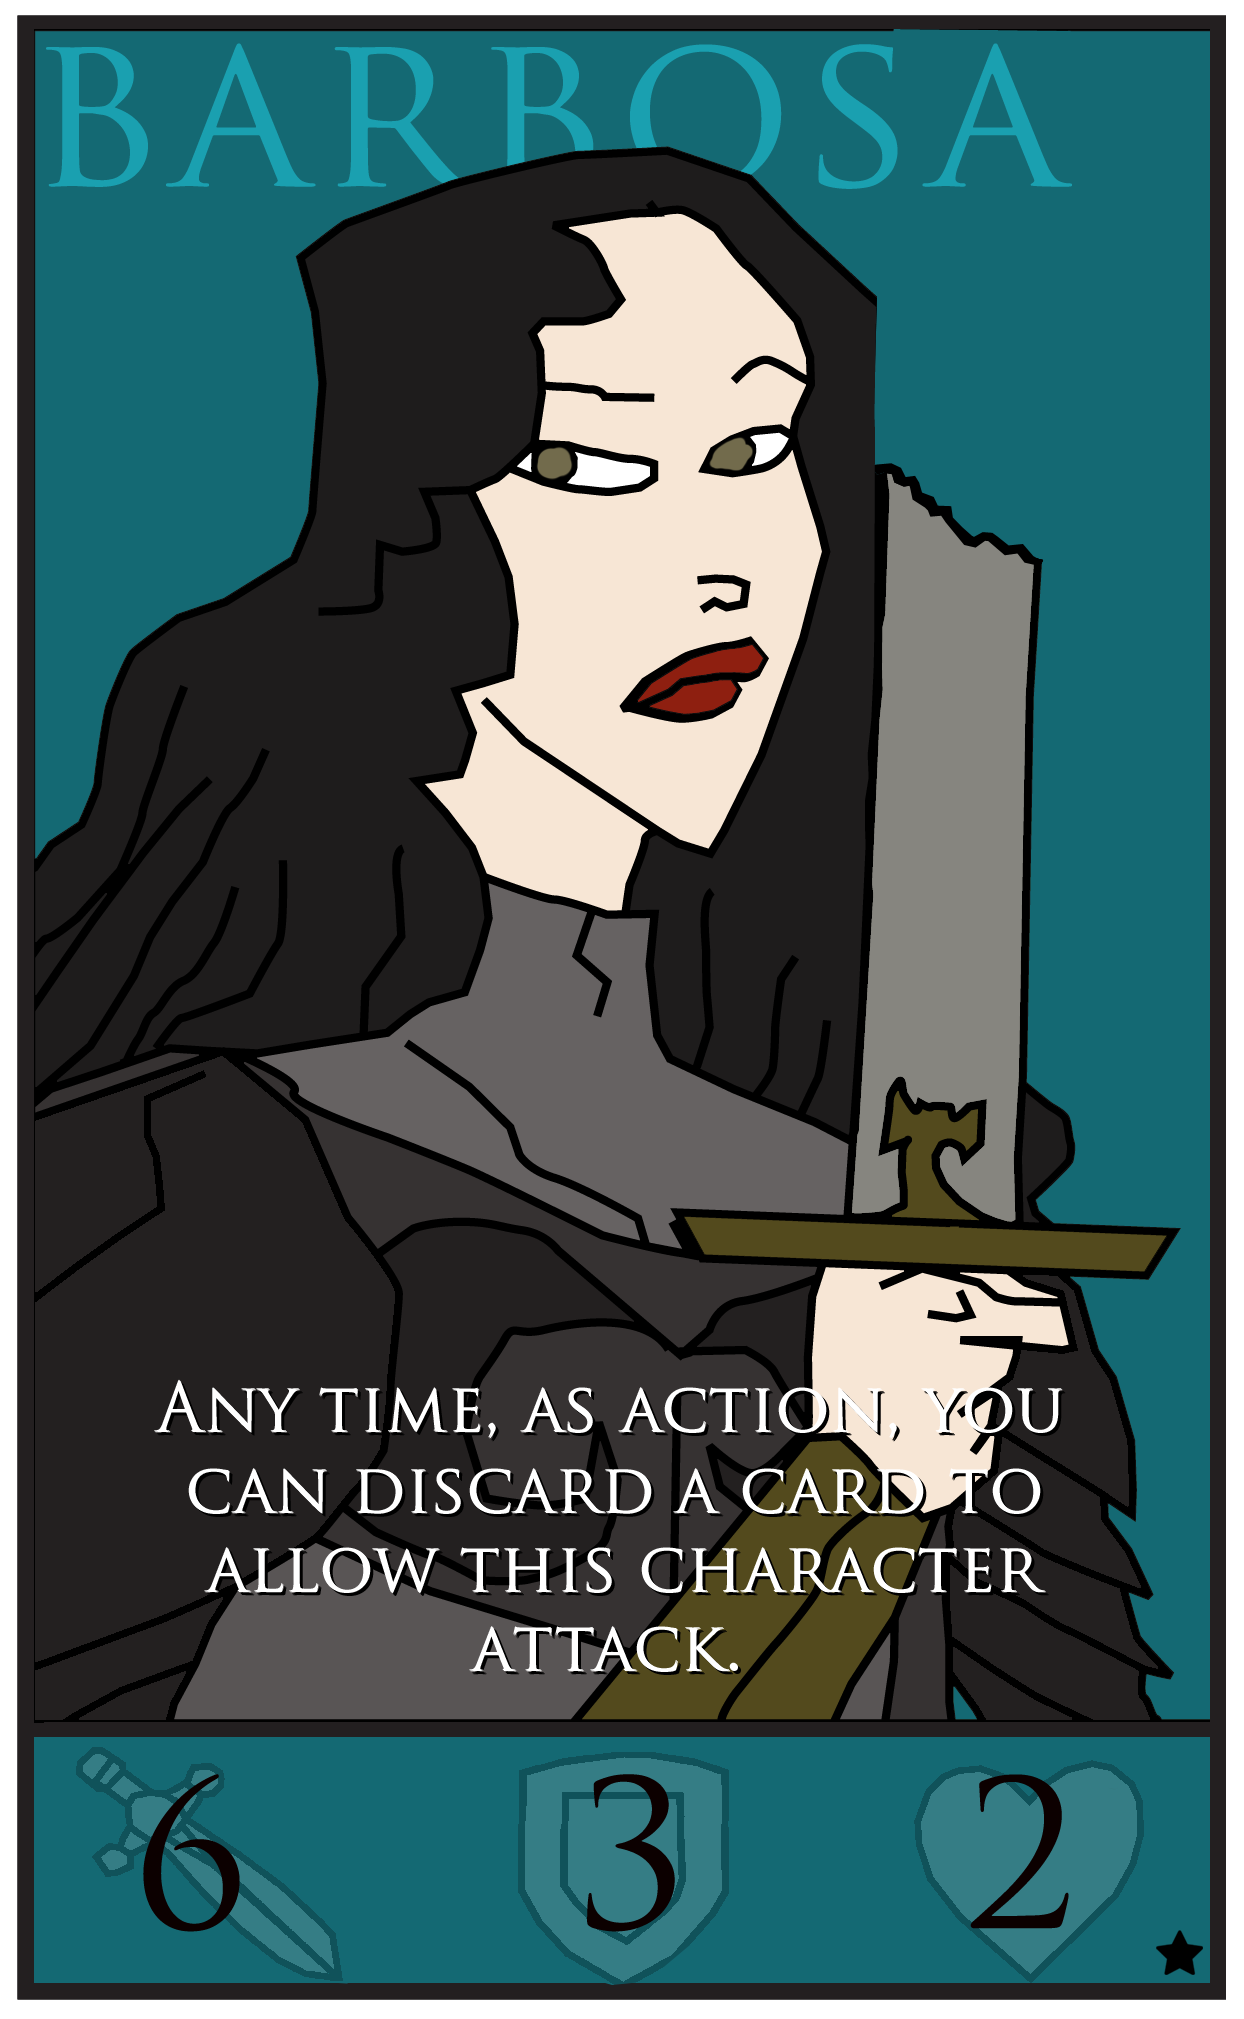 BARBOSA
ANY TIME, AS ACTION, YOU
CAN DISCARD A CARD TO
ALLOW THIS CHARACTER
ATTACK.
6 3 2